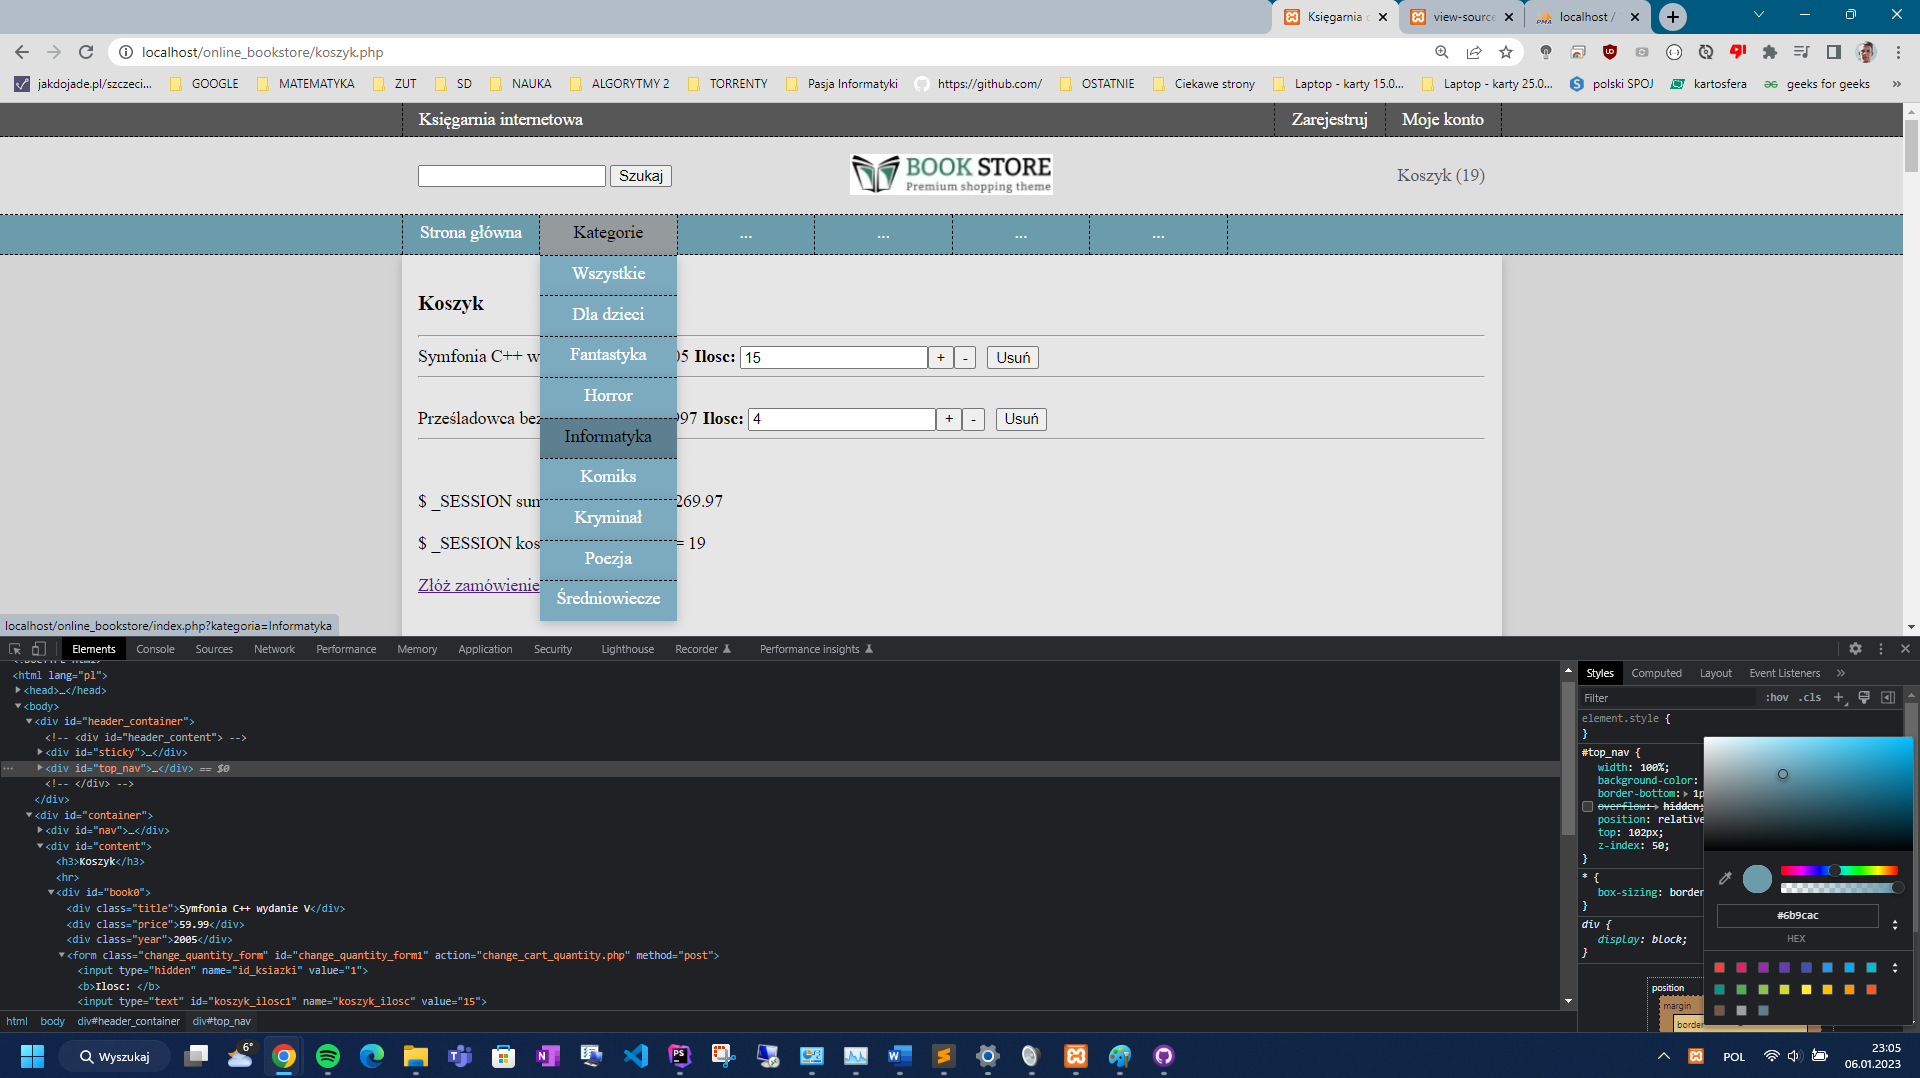 Księgarnia
view-source
localhost /
localhost/online_bookstore/koszyk.php
jakdojade.pl/szczeci... GOOGLE MATEMATYKA ZUT SD NAUKA ALGORYTMY 2 TORRENTY Pasja Informatyki https://github.com/ OSTATNIE Ciekawe strony Laptop - karty 15.0... Laptop - karty 25.0... polski SPOJ kartosfera geeks for geeks »
Księgarnia internetowa Zarejestruj Moje konto
Szukaj BOOK STORE Koszyk (19)
Premium shopping theme
Strona główna Kategorie ... ... ... ...
Wszystkie
Koszyk
Dla dzieci
Symfonia C++ w Fantastyka 05 Ilosc: 15 + - Usuń
Horror
Prześladowca bez 997 Ilosc: 4 + - Usuń
Informatyka
Komiks
$ _SESSION sum 269.97
Kryminał
$ _SESSION kos = 19
Poezja
Złóż zamówienie
Średniowiecze
localhost/online_bookstore/index.php?kategoria=Informatyka
Elements Console Sources Network Performance Memory Application Security Lighthouse Recorder Performance insights
<!DOCTYPE html>
<html lang="pl">
<head>…</head>
<body>
<div id="header_container">
<!-- <div id="header_content"> -->
<div id="sticky">…</div>
<div id="top_nav">…</div> == $0
<!-- </div> -->
</div>
<div id="container">
<div id="nav">…</div>
<div id="content">
<h3>Koszyk</h3>
<hr>
<div id="book0">
<div class="title">Symfonia C++ wydanie V</div>
<div class="price">59.99</div>
<div class="year">2005</div>
<form class="change_quantity_form" id="change_quantity_form1" action="change_cart_quantity.php" method="post">
<input type="hidden" name="id_ksiazki" value="1">
<b>Ilosc: </b>
<input type="text" id="koszyk_ilosc1" name="koszyk_ilosc" value="15">
html body div#header_container div#top_nav
Styles Computed Layout Event Listeners »
Filter :hov .cls +
element.style {
}
#top_nav {
width: 100%;
background-color:
border-bottom: 1p
overflow: hidden;
position: relative
top: 102px;
z-index: 50;
}
* {
box-sizing: border
}
div {
display: block;
}
#6b9cac
HEX
position
margin
border
6°
Wyszukaj
POL
23:05
06.01.2023